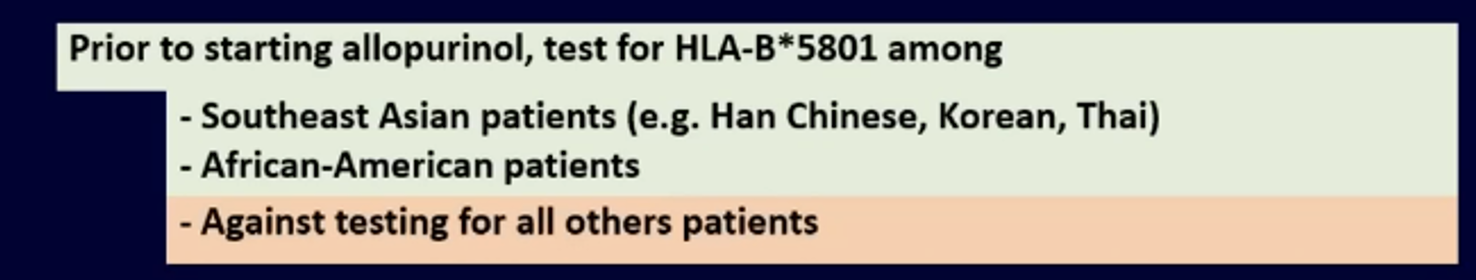 Prior to starting allopurinol, test for HLA-B*5801 among
- Southeast Asian patients (e.g. Han Chinese, Korean, Thai)
- African-American patients
- Against testing for all others patients